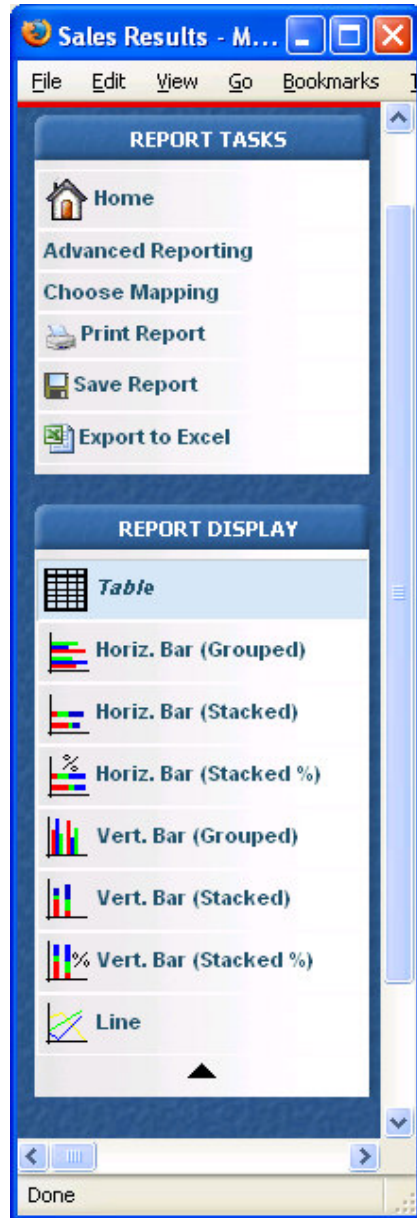 Sales Results - M...
File Edit View Go Bookmarks
REPORT TASKS
Home
Advanced Reporting
Choose Mapping
Print Report
Save Report
Export to Excel
REPORT DISPLAY
Table
Horiz. Bar (Grouped)
Horiz. Bar (Stacked)
% Horiz. Bar (Stacked %)
Vert. Bar (Grouped)
Vert. Bar (Stacked)
% Vert. Bar (Stacked %)
Line
Done